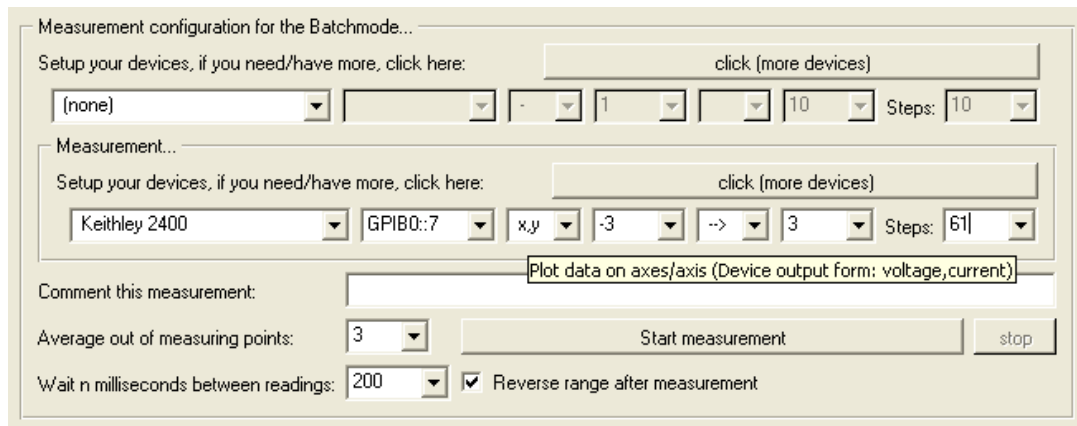 Measurement configuration for the Batchmode...
Setup your devices, if you need/have more, click here: click (more devices)
(none) - 1 10 Steps: 10
Measurement...
Setup your devices, if you need/have more, click here: click (more devices)
Keithley 2400 GPIB0::7 x,y -3 --> 3 Steps: 61
Plot data on axes/axis (Device output form: voltage,current)
Comment this measurement:
Average out of measuring points: 3 Start measurement stop
Wait n milliseconds between readings: 200 Reverse range after measurement